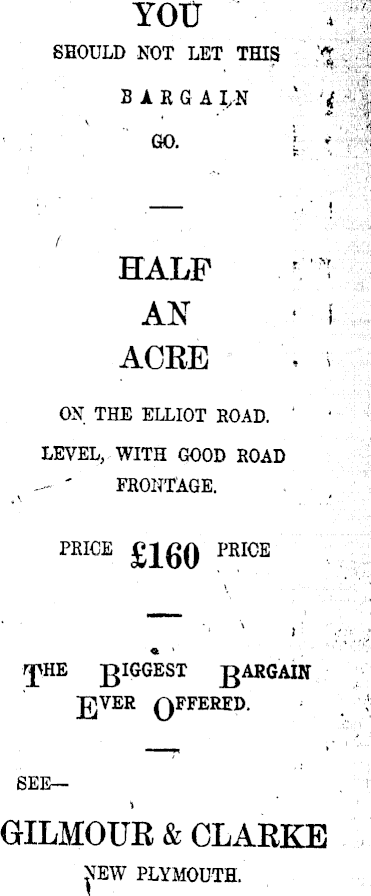 YOU
SHOULD NOT LET THIS
BARGAIN
GO.
HALF
AN
ACRE
ON THE ELLIOT ROAD.
LEVEL, WITH GOOD ROAD
FRONTAGE.
PRICE £160 PRICE
THE BIGGEST BARGAIN
EVER OFFERED.
SEE—
GILMOUR & CLARKE
NEW PLYMOUTH.